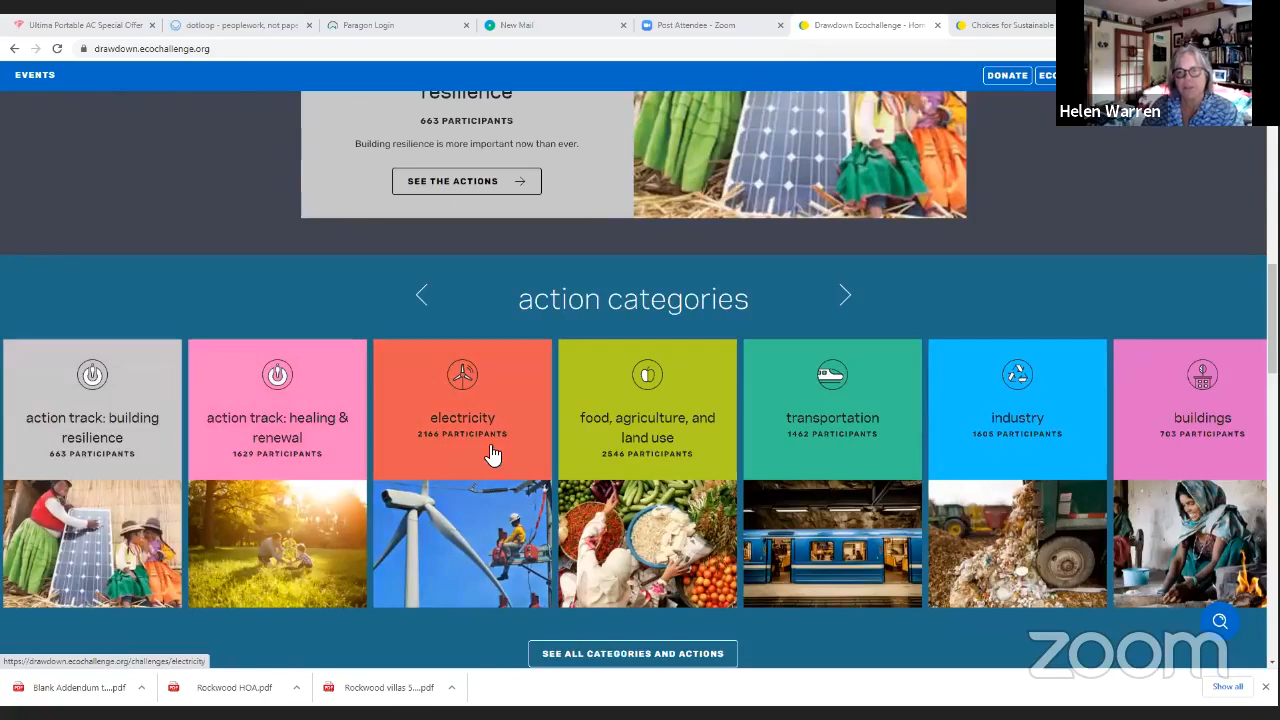 Ultima Portable AC Special Offer
dotloop - peoplework, not pape
Paragon Login
New Mail
Post Attendee - Zoom
Drawdown Ecochallenge - Hom
Choices for Sustainable
drawdown.ecochallenge.org
EVENTS
DONATE
ECO
Helen Warren
resilience
663 PARTICIPANTS
Building resilience is more important now than ever.
SEE THE ACTIONS
action categories
action track: building
resilience
663 PARTICIPANTS
action track: healing &
renewal
1629 PARTICIPANTS
electricity
2166 PARTICIPANTS
food, agriculture, and
land use
2546 PARTICIPANTS
transportation
1462 PARTICIPANTS
industry
1605 PARTICIPANTS
buildings
703 PARTICIPANTS
SEE ALL CATEGORIES AND ACTIONS
zoom
https://drawdown.ecochallenge.org/challenges/electricity
Blank Addendum t....pdf
Rockwood HOA.pdf
Rockwood villas S....pdf
Show all